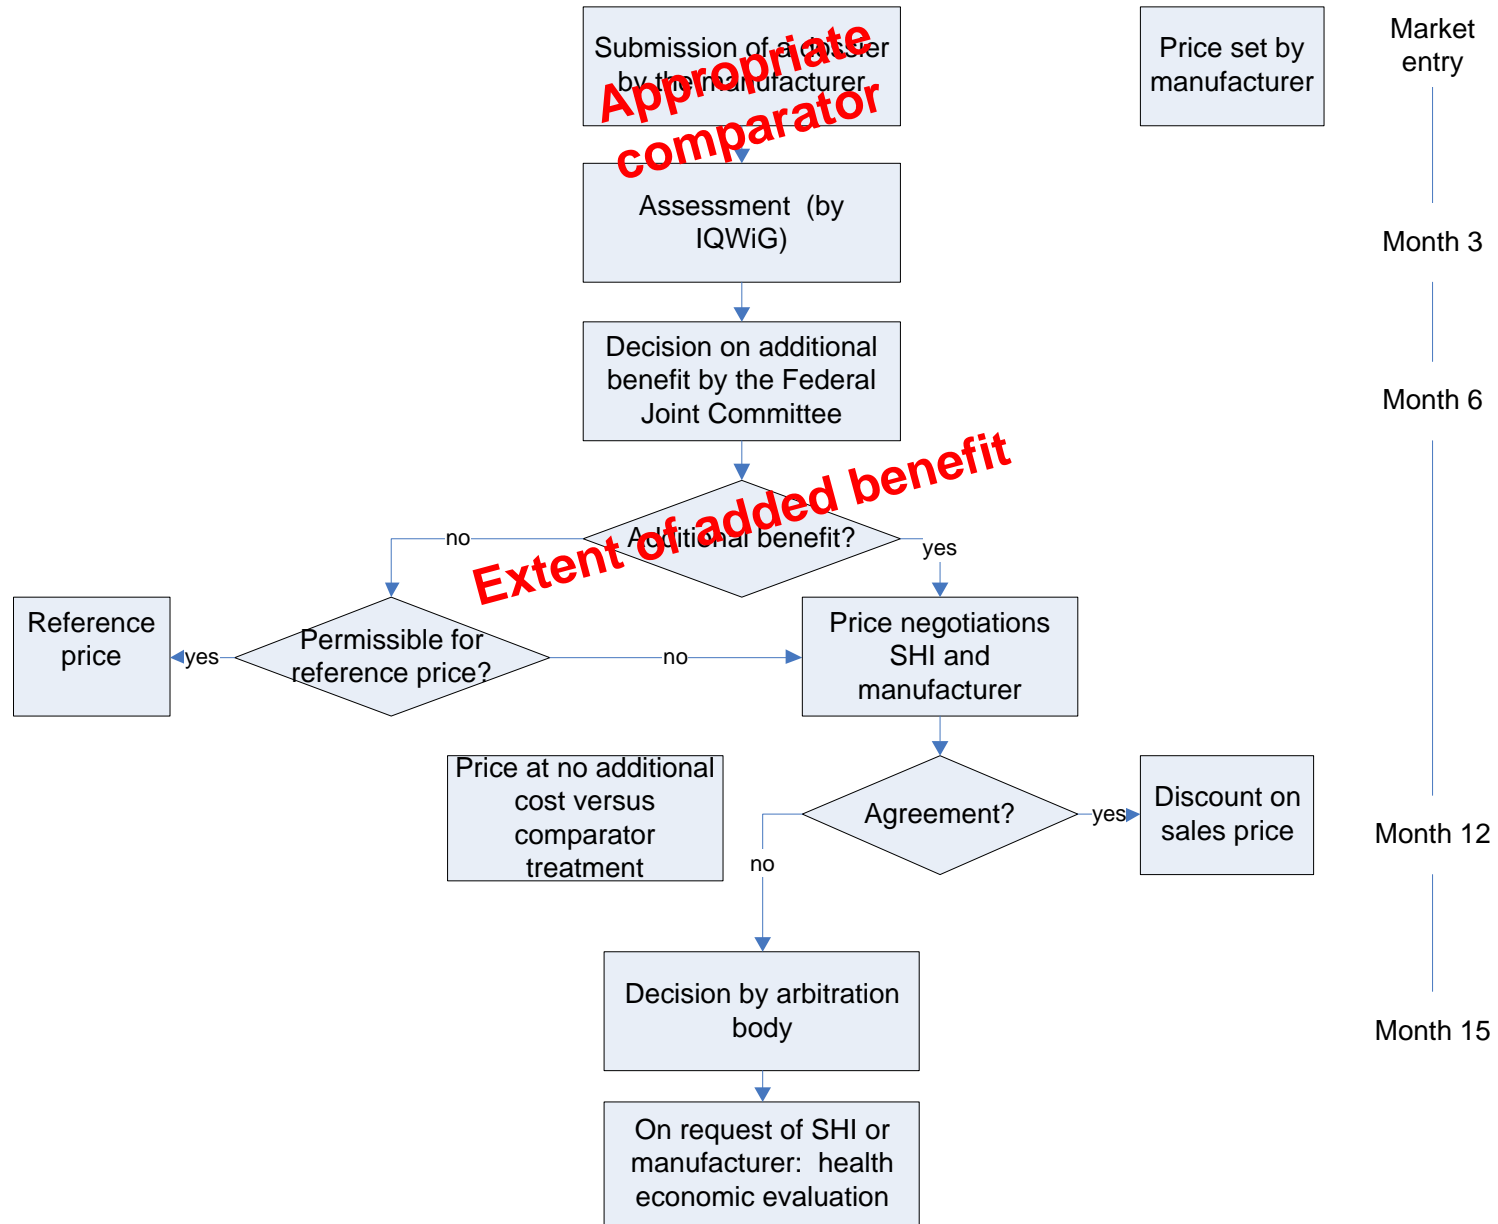 Submission of a dossier
by the manufacturer
Appropriate
comparator
Price set by
manufacturer
Market
entry
Assessment (by
IQWiG)
Month 3
Decision on additional
benefit by the Federal
Joint Committee
Month 6
Extent of added benefit
Additional benefit?
no
yes
Reference
price
yes
Permissible for
reference price?
no
Price negotiations
SHI and
manufacturer
Price at no additional
cost versus
comparator
treatment
Agreement?
yes
Discount on
sales price
Month 12
no
Decision by arbitration
body
Month 15
On request of SHI or
manufacturer: health
economic evaluation